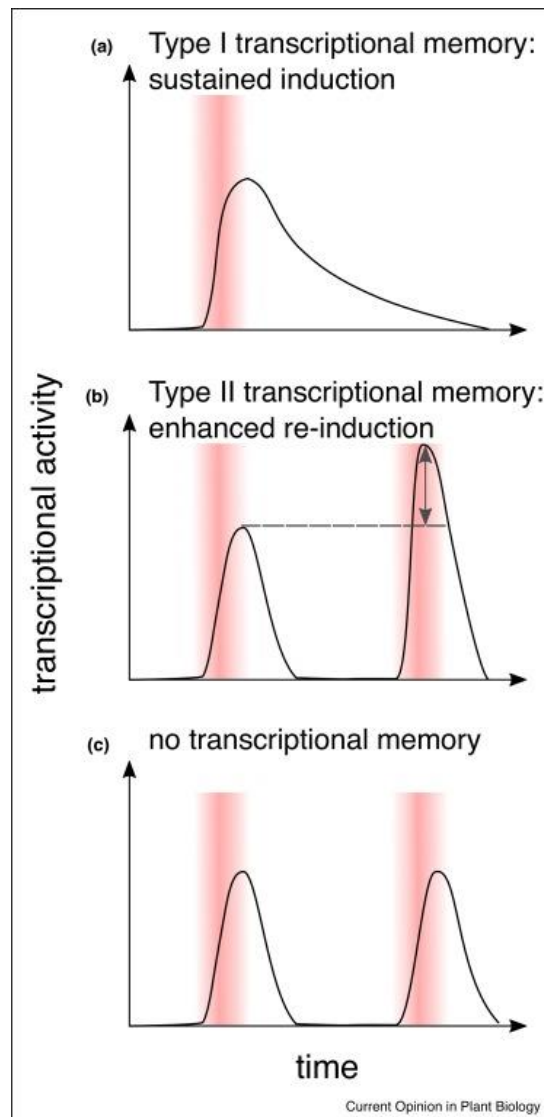 (a) Type I transcriptional memory:
sustained induction
transcriptional activity
(b) Type II transcriptional memory:
enhanced re-induction
(c) no transcriptional memory
time
Current Opinion in Plant Biology